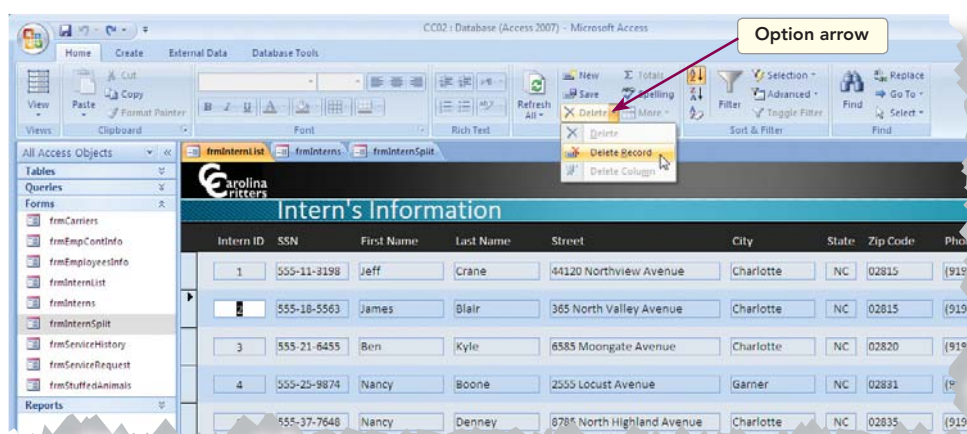 CC02 : Database (Access 2007) - Microsoft Access
Option arrow
Home Create External Data Database Tools
View
Views
Paste
Cut
Copy
Format Painter
Clipboard
B I U A
Font
Rich Text
Refresh All
New
Save
Delete
Totals
Spelling
More
Delete
Delete Record
Delete Column
Filter
Selection
Advanced
Toggle Filter
Sort & Filter
Find
Replace
Go To
Select
Find
All Access Objects
Tables
Queries
Forms
frmCarriers
frmEmpContInfo
frmEmployeesInfo
frmInternList
frmInterns
frmInternSplit
frmServiceHistory
frmServiceRequest
frmStuffedAnimals
Reports
frmInternList frmInterns frmInternSplit
Carolina
Critters
Intern's Information
Intern ID SSN First Name Last Name Street City State Zip Code Pho
1 555-11-3198 Jeff Crane 44120 Northview Avenue Charlotte NC 02815 (919
2 555-18-5563 James Blair 365 North Valley Avenue Charlotte NC 02815 (919
3 555-21-6455 Ben Kyle 6585 Moongate Avenue Charlotte NC 02820 (919
4 555-25-9874 Nancy Boone 2555 Locust Avenue Garner NC 02831
555-37-7648 Nancy Denney 8785 North Highland Avenue Charlotte NC 02835 (919